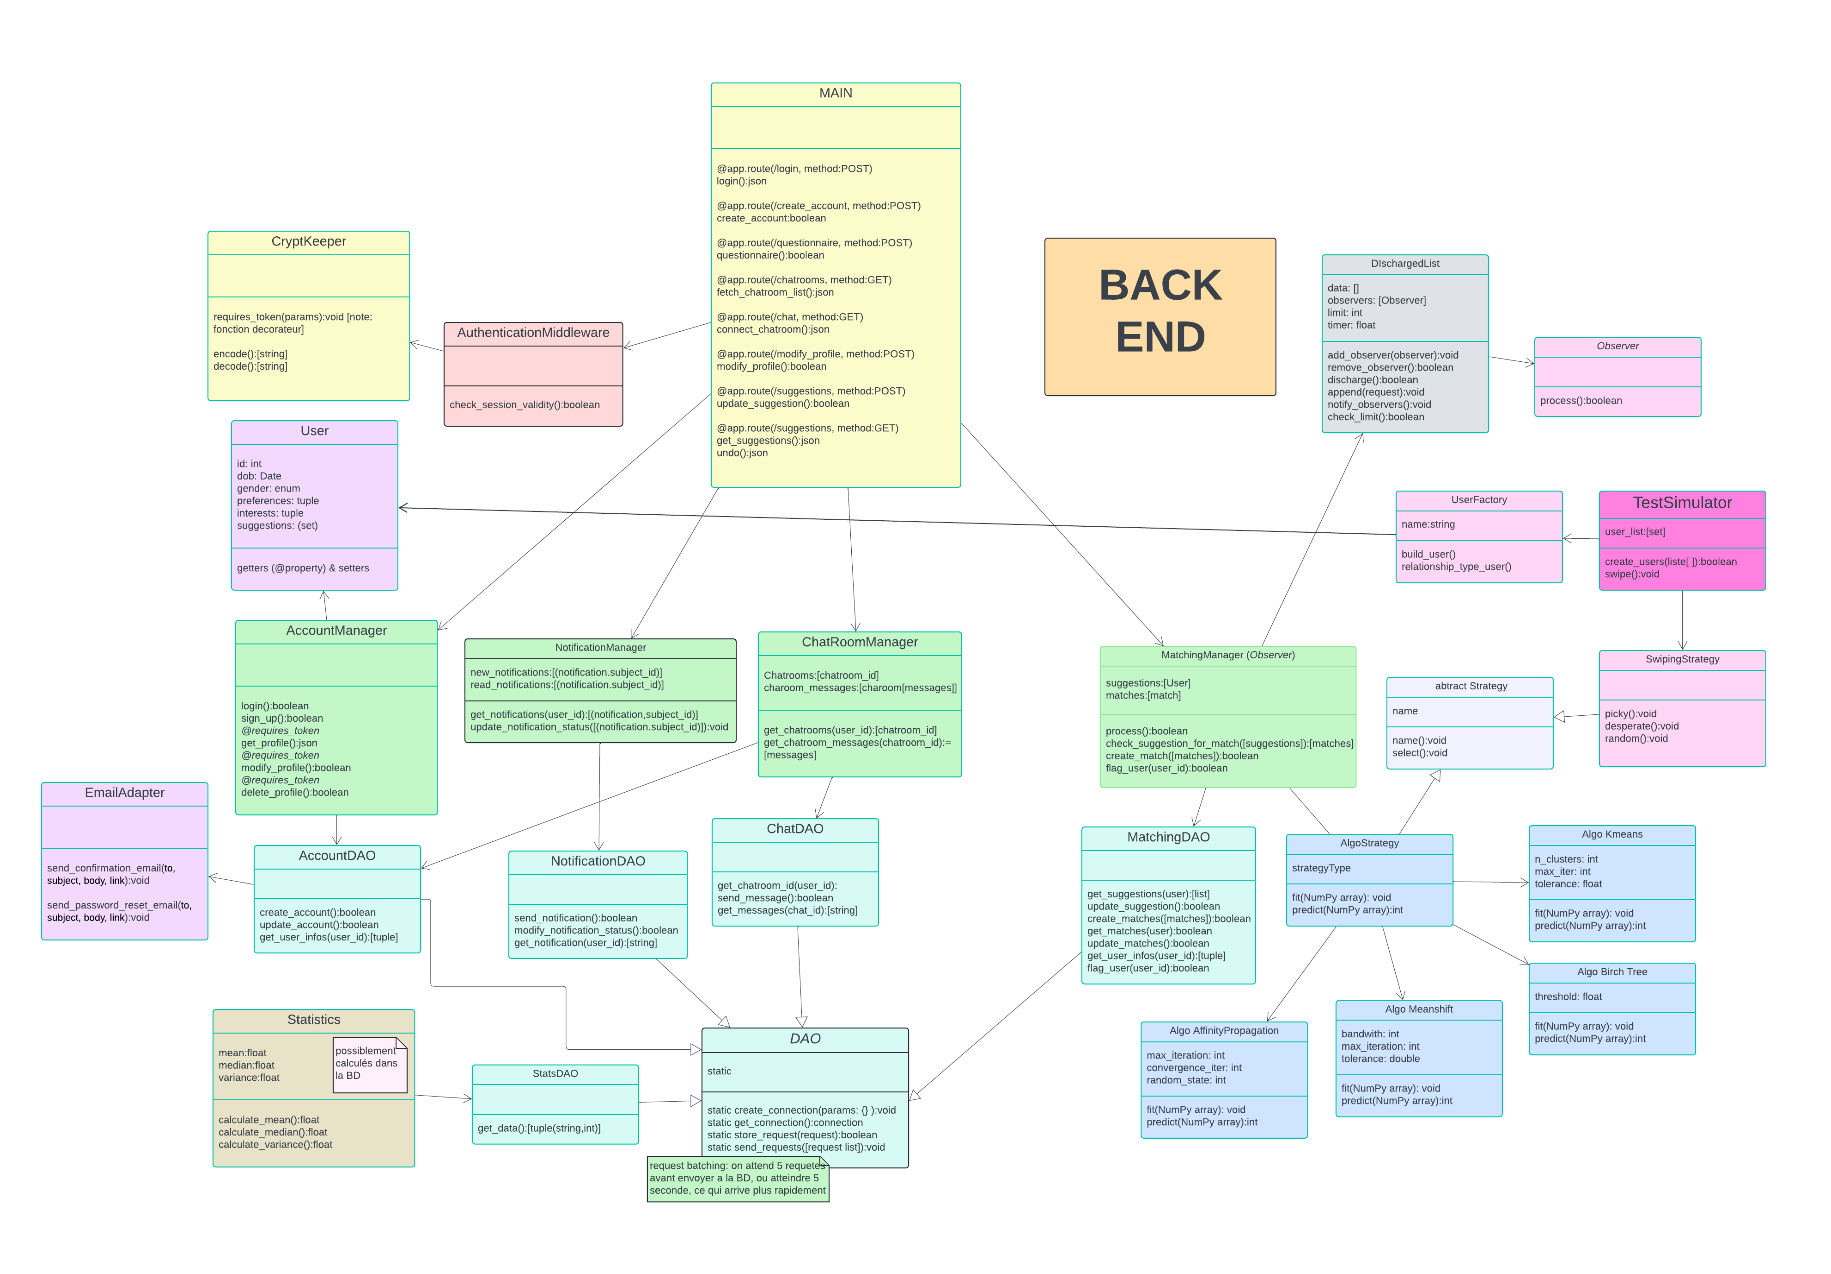 MAIN
@app.route(/login, method:POST)
login():json
@app.route(/create_account, method:POST)
create_account:boolean
@app.route(/questionnaire, method:POST)
questionnaire():boolean
@app.route(/chatrooms, method:GET)
fetch_chatroom_list():json
@app.route(/chat, method:GET)
connect_chatroom():json
@app.route(/modify_profile, method:POST)
modify_profile():boolean
@app.route(/suggestions, method:POST)
update_suggestion():boolean
@app.route(/suggestions, method:GET)
get_suggestions():json
undo():json
CryptKeeper
requires_token(params):void [note:
fonction decorateur]
encode():[string]
decode():[string]
AuthenticationMiddleware
check_session_validity():boolean
BACK
END
DIschargedList
data: []
observers: [Observer]
limit: int
timer: float
add_observer(observer):void
remove_observer():boolean
discharge():boolean
append(request):void
notify_observers():void
check_limit():boolean
Observer
process():boolean
User
id: int
dob: Date
gender: enum
preferences: tuple
interests: tuple
suggestions: (set)
getters (@property) & setters
UserFactory
name:string
build_user()
relationship_type_user()
TestSimulator
user_list:[set]
create_users(liste[ ]):boolean
swipe():void
AccountManager
login():boolean
sign_up():boolean
@requires_token
get_profile():json
@requires_token
modify_profile():boolean
@requires_token
delete_profile():boolean
NotificationManager
new_notifications:[(notification.subject_id)]
read_notifications:[(notification.subject_id)]
get_notifications(user_id):[(notification,subject_id)]
update_notification_status([(notification.subject_id)]):void
ChatRoomManager
Chatrooms:[chatroom_id]
charoom_messages:[charoom[messages]]
get_chatrooms(user_id):[chatroom_id]
get_chatroom_messages(chatroom_id):=
[messages]
MatchingManager (Observer)
suggestions:[User]
matches:[match]
process():boolean
check_suggestion_for_match([suggestions]):[matches]
create_match([matches]):boolean
flag_user(user_id):boolean
abtract Strategy
name
name():void
select():void
SwipingStrategy
picky():void
desperate():void
random():void
EmailAdapter
send_confirmation_email(to,
subject, body, link):void
send_password_reset_email(to,
subject, body, link):void
AccountDAO
create_account():boolean
update_account():boolean
get_user_infos(user_id):[tuple]
NotificationDAO
send_notification():boolean
modify_notification_status():boolean
get_notification(user_id):[string]
ChatDAO
get_chatroom_id(user_id):
send_message():boolean
get_messages(chat_id):[string]
MatchingDAO
get_suggestions(user):[list]
update_suggestion():boolean
create_matches([matches]):boolean
get_matches(user):boolean
update_matches():boolean
get_user_infos(user_id):[tuple]
flag_user(user_id):boolean
AlgoStrategy
strategyType
fit(NumPy array): void
predict(NumPy array):int
Algo Kmeans
n_clusters: int
max_iter: int
tolerance: float
fit(NumPy array): void
predict(NumPy array):int
Algo Birch Tree
threshold: float
fit(NumPy array): void
predict(NumPy array):int
Algo Meanshift
bandwith: int
max_iteration: int
tolerance: double
fit(NumPy array): void
predict(NumPy array):int
Algo AffinityPropagation
max_iteration: int
convergence_iter: int
random_state: int
fit(NumPy array): void
predict(NumPy array):int
Statistics
mean:float
median:float
variance:float
possiblement
calculés dans
la BD
calculate_mean():float
calculate_median():float
calculate_variance():float
StatsDAO
get_data():[tuple(string,int)]
DAO
static
static create_connection(params: {} ):void
static get_connection():connection
static store_request(request):boolean
static send_requests([request list]):void
request batching: on attend 5 requetes
avant envoyer a la BD, ou atteindre 5
seconde, ce qui arrive plus rapidement